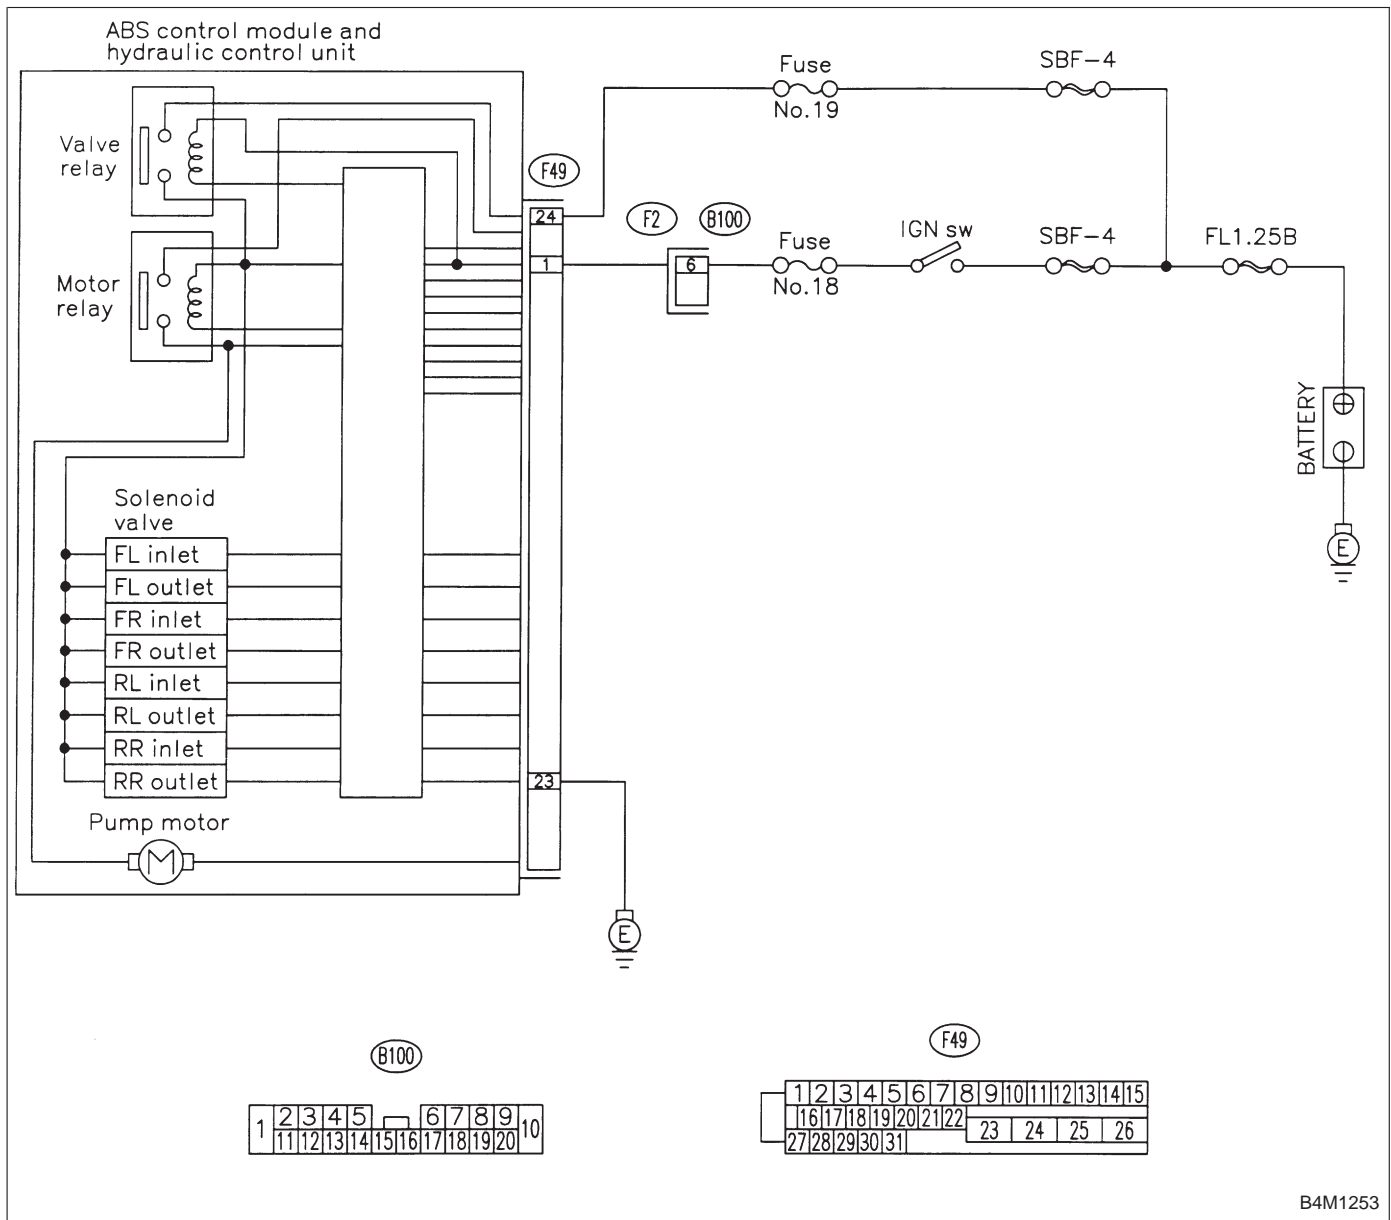 ABS control module and
hydraulic control unit
Valve
relay
Motor
relay
Fuse
No.19
SBF-4
F49
24
1
F2
B100
6
Fuse
No.18
IGN sw
SBF-4
FL1.25B
BATTERY
E
Solenoid
valve
FL inlet
FL outlet
FR inlet
FR outlet
RL inlet
RL outlet
RR inlet
RR outlet
23
Pump motor
M
E
B100
1 2 3 4 5 6 7 8 9 10
11 12 13 14 15 16 17 18 19 20
F49
1 2 3 4 5 6 7 8 9 10 11 12 13 14 15
16 17 18 19 20 21 22 23 24 25 26
27 28 29 30 31
B4M1253